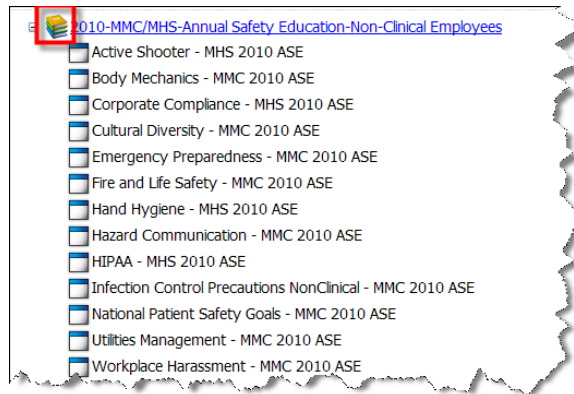 2010-MMC/MHS-Annual Safety Education-Non-Clinical Employees
Active Shooter - MHS 2010 ASE
Body Mechanics - MMC 2010 ASE
Corporate Compliance - MHS 2010 ASE
Cultural Diversity - MMC 2010 ASE
Emergency Preparedness - MMC 2010 ASE
Fire and Life Safety - MMC 2010 ASE
Hand Hygiene - MHS 2010 ASE
Hazard Communication - MMC 2010 ASE
HIPAA - MHS 2010 ASE
Infection Control Precautions NonClinical - MMC 2010 ASE
National Patient Safety Goals - MMC 2010 ASE
Utilities Management - MMC 2010 ASE
Workplace Harassment - MMC 2010 ASE